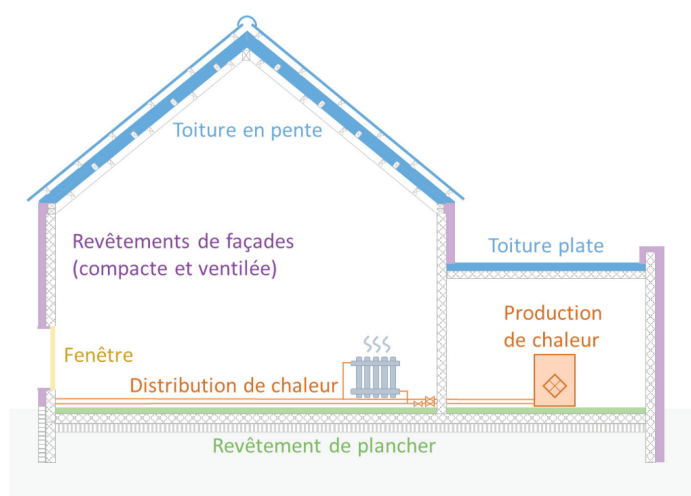 Toiture en pente
Revêtements de façades
(compacte et ventilée)
Toiture plate
Production
de chaleur
Fenêtre
Distribution de chaleur
Revêtement de plancher